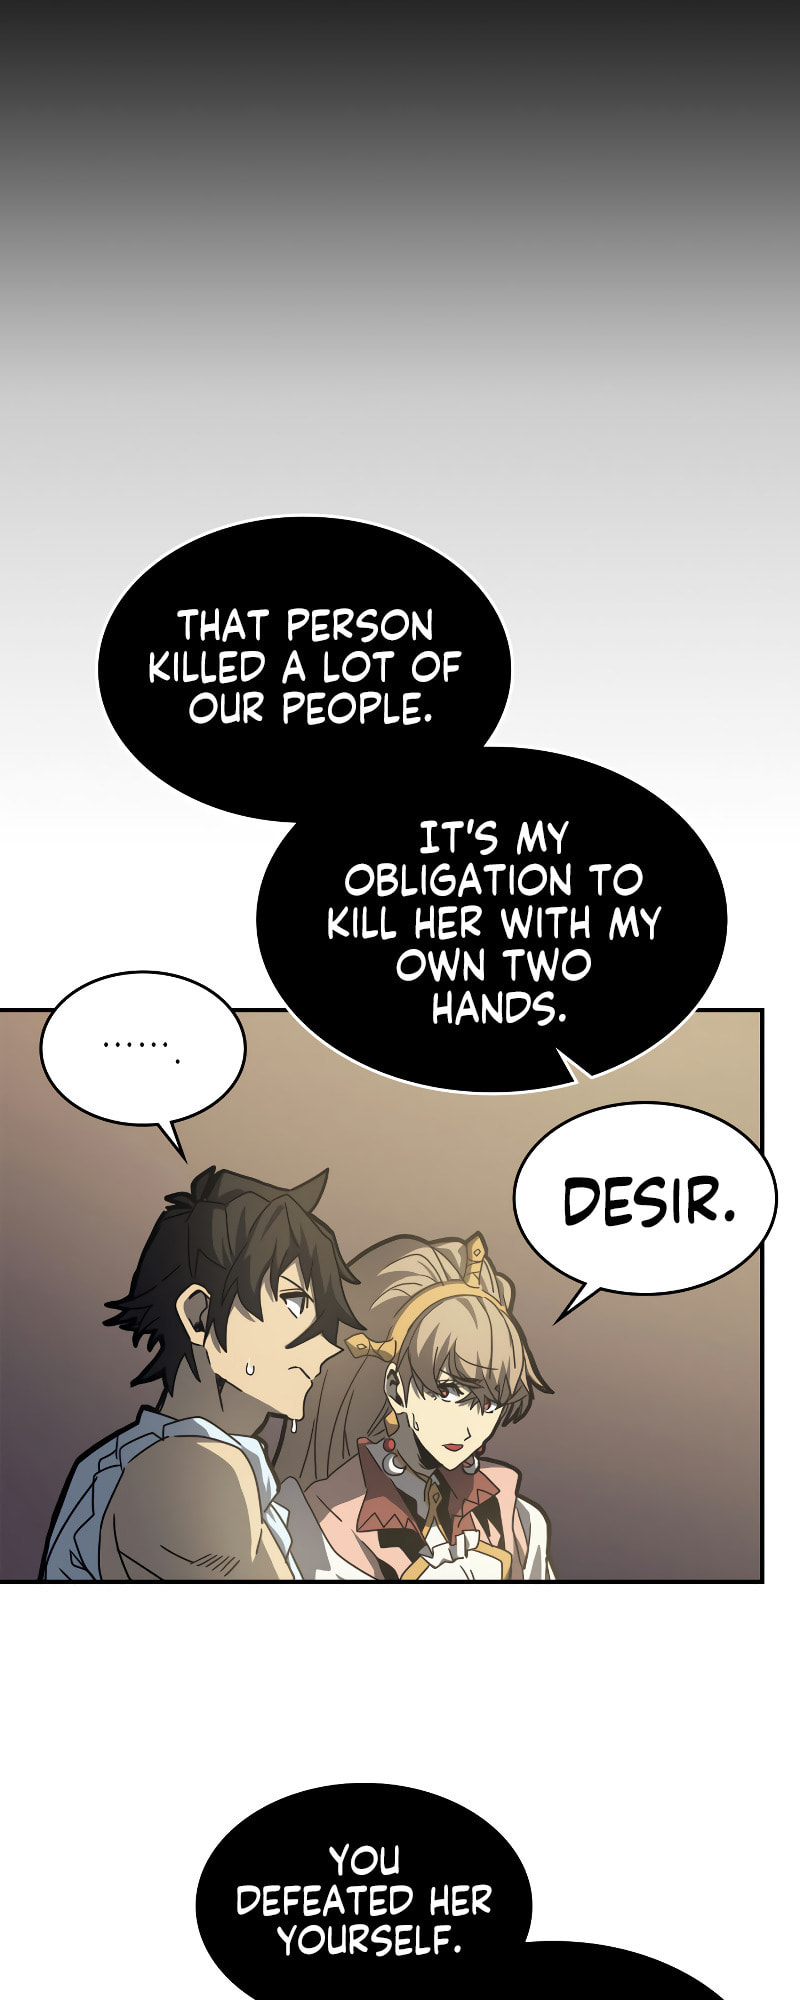 THAT PERSON
KILLED A LOT OF
OUR PEOPLE.
IT'S MY
OBLIGATION TO
KILL HER WITH MY
OWN TWO
HANDS.
.......
DESIR.
YOU
DEFEATED HER
YOURSELF.